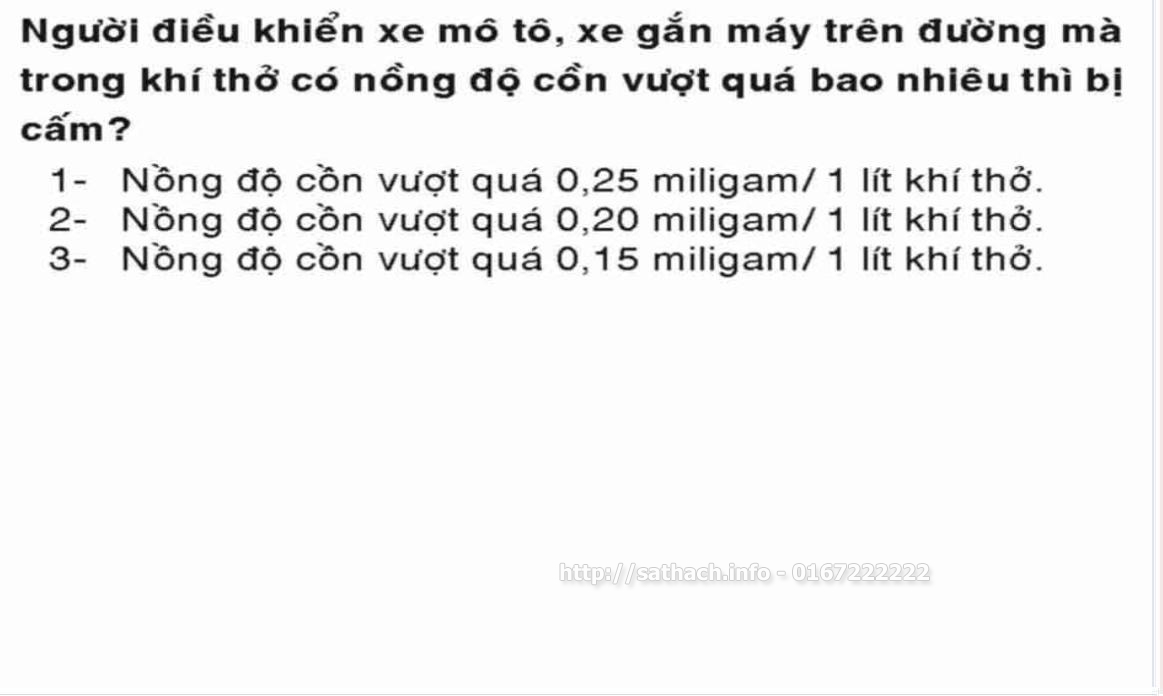 Người điều khiển xe mô tô, xe gắn máy trên đường mà
trong khí thở có nồng độ cồn vượt quá bao nhiêu thì bị
cấm?
1- Nồng độ cồn vượt quá 0,25 miligam/ 1 lít khí thở.
2- Nồng độ cồn vượt quá 0,20 miligam/ 1 lít khí thở.
3- Nồng độ cồn vượt quá 0,15 miligam/ 1 lít khí thở.
http://sathach.info - 0167222222